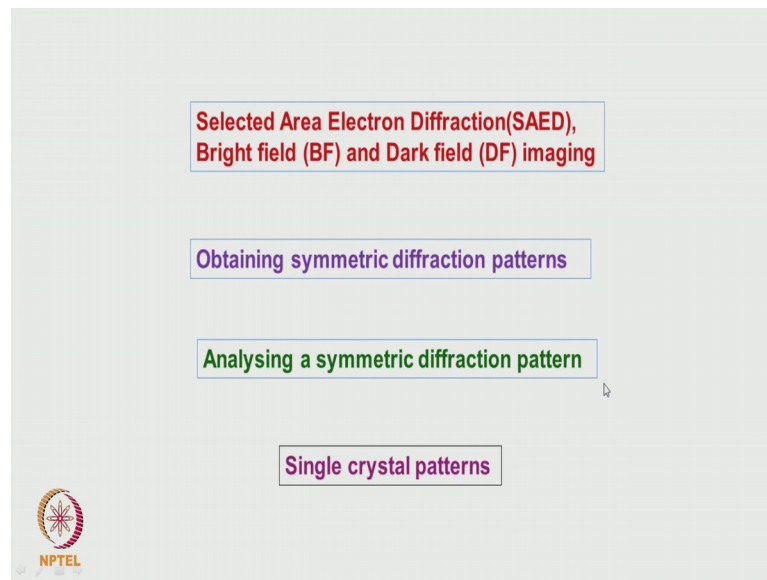 Selected Area Electron Diffraction(SAED),
Bright field (BF) and Dark field (DF) imaging
Obtaining symmetric diffraction patterns
Analysing a symmetric diffraction pattern
Single crystal patterns
NPTEL